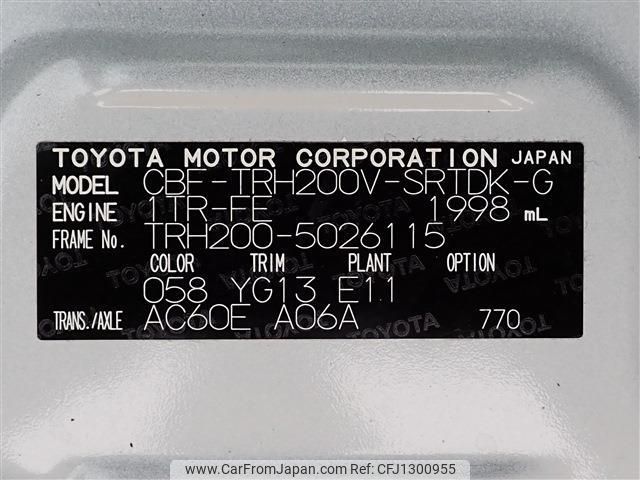 TOYOTA MOTOR CORPORATION JAPAN
MODEL CBF-TRH200V-SRTDK-G
ENGINE 1TR-FE 1998 mL
FRAME No. TRH200-5026115
COLOR TRIM PLANT OPTION
058 YG13 E11
TRANS./AXLE AC60E A06A 770
www.CarFromJapan.com | CFJ1300955